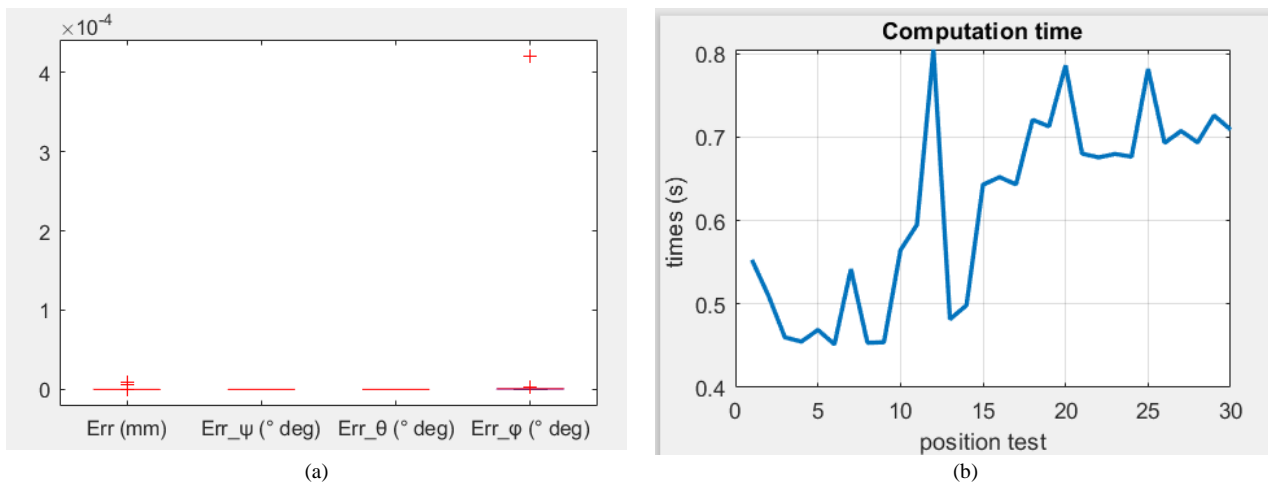 ×10⁻⁴
4
3
2
1
0
Err (mm)
Err_ψ (° deg)
Err_θ (° deg)
Err_φ (° deg)
(a)
Computation time
times (s)
0.8
0.7
0.6
0.5
0.4
0
5
10
15
20
25
30
position test
(b)